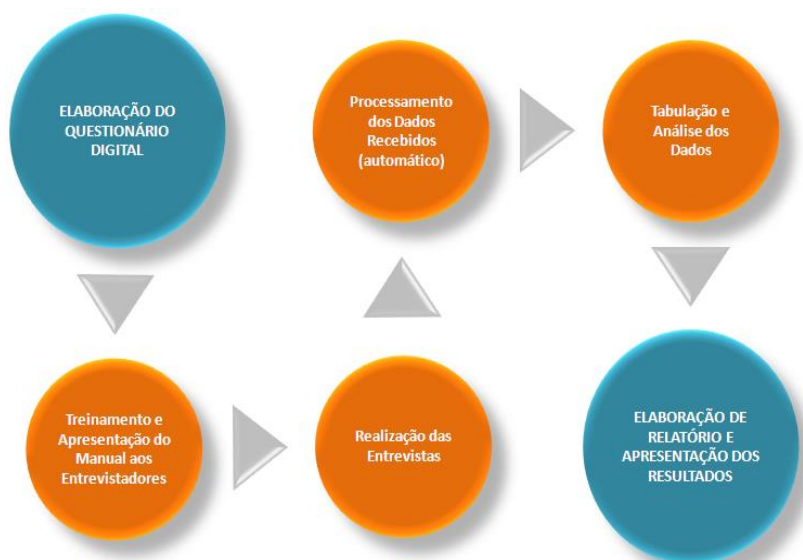 ELABORAÇÃO DO
QUESTIONÁRIO
DIGITAL
Treinamento e
Apresentação do
Manual aos
Entrevistadores
Realização das
Entrevistas
Processamento
dos Dados
Recebidos
(automático)
Tabulação e
Análise dos
Dados
ELABORAÇÃO DE
RELATÓRIO E
APRESENTAÇÃO DOS
RESULTADOS